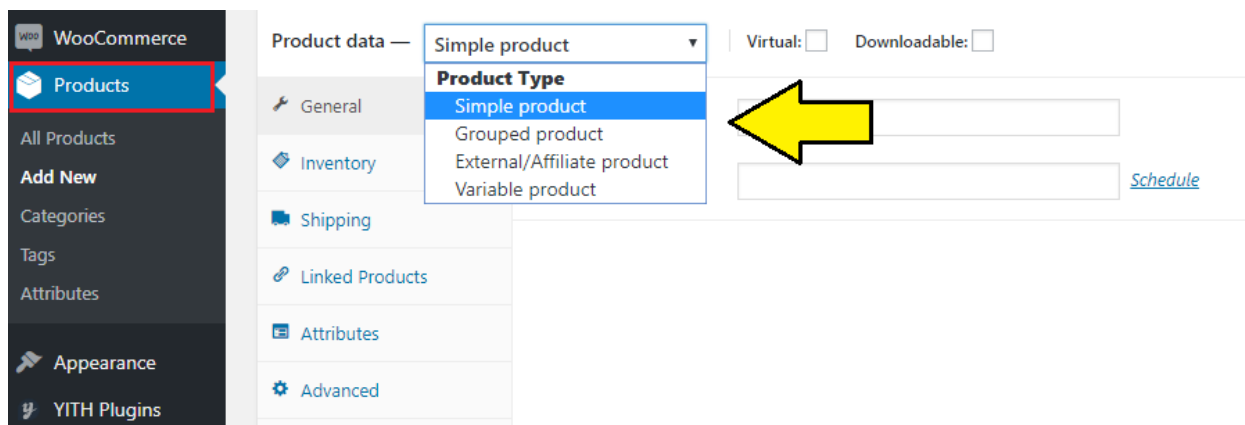 WOO WooCommerce
Products
All Products
Add New
Categories
Tags
Attributes
Appearance
YITH Plugins
Product data — Simple product Virtual: Downloadable:
Product Type
Simple product
Grouped product
External/Affiliate product
Variable product
General
Inventory
Shipping
Linked Products
Attributes
Advanced
Schedule